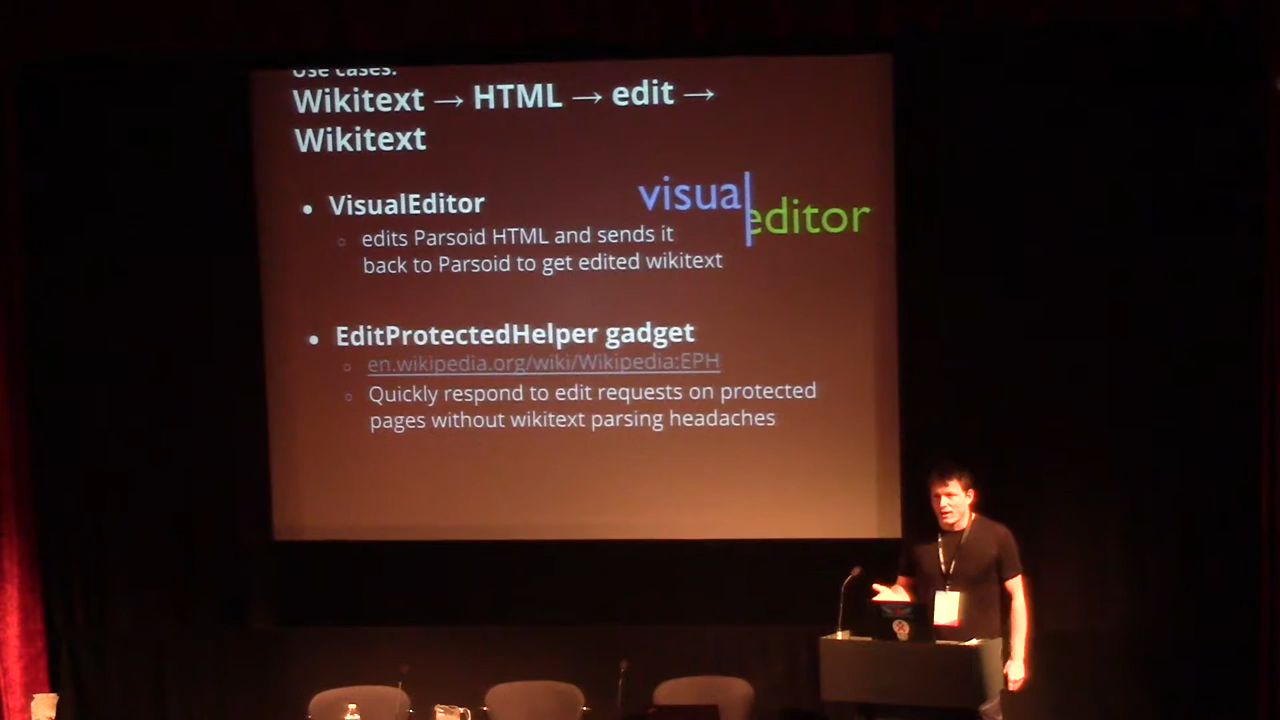 Use cases:
Wikitext → HTML → edit →
Wikitext
• VisualEditor
visual
editor
○ edits Parsoid HTML and sends it
back to Parsoid to get edited wikitext
• EditProtectedHelper gadget
○ en.wikipedia.org/wiki/Wikipedia:EPH
○ Quickly respond to edit requests on protected
pages without wikitext parsing headaches